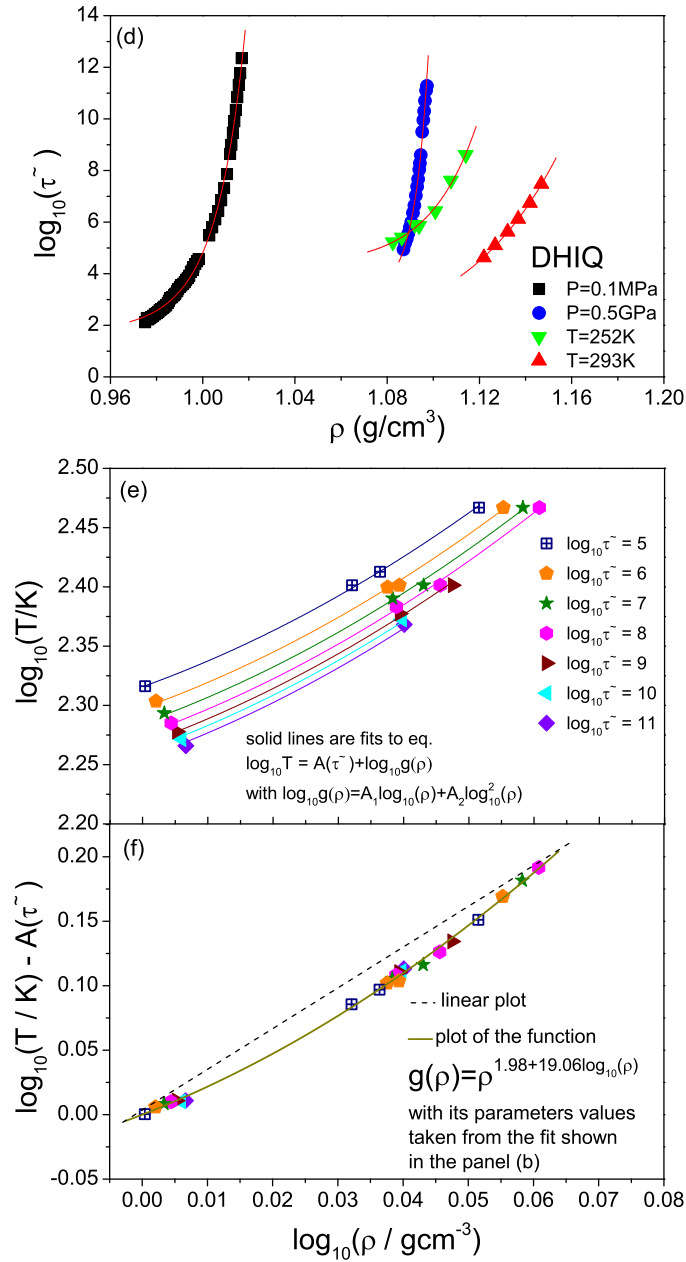 (d)
14
12
10
8
6
4
2
0
log₁₀(τ˜)
DHIQ
P=0.1MPa
P=0.5GPa
T=252K
T=293K
0.96 1.00 1.04 1.08 1.12 1.16 1.20
ρ (g/cm³)
(e)
2.50
2.45
2.40
2.35
2.30
2.25
2.20
log₁₀(T/K)
log₁₀τ˜ = 5
log₁₀τ˜ = 6
log₁₀τ˜ = 7
log₁₀τ˜ = 8
log₁₀τ˜ = 9
log₁₀τ˜ = 10
log₁₀τ˜ = 11
solid lines are fits to eq.
log₁₀T = A(τ˜)+log₁₀g(ρ)
with log₁₀g(ρ)=A₁log₁₀(ρ)+A₂log²₁₀(ρ)
(f)
0.20
0.15
0.10
0.05
0.00
-0.05
log₁₀(T / K) - A(τ˜)
linear plot
plot of the function
g(ρ)=ρ^1.98+19.06log₁₀(ρ)
with its parameters values
taken from the fit shown
in the panel (b)
0.00 0.01 0.02 0.03 0.04 0.05 0.06 0.07 0.08
log₁₀(ρ / gcm⁻³)